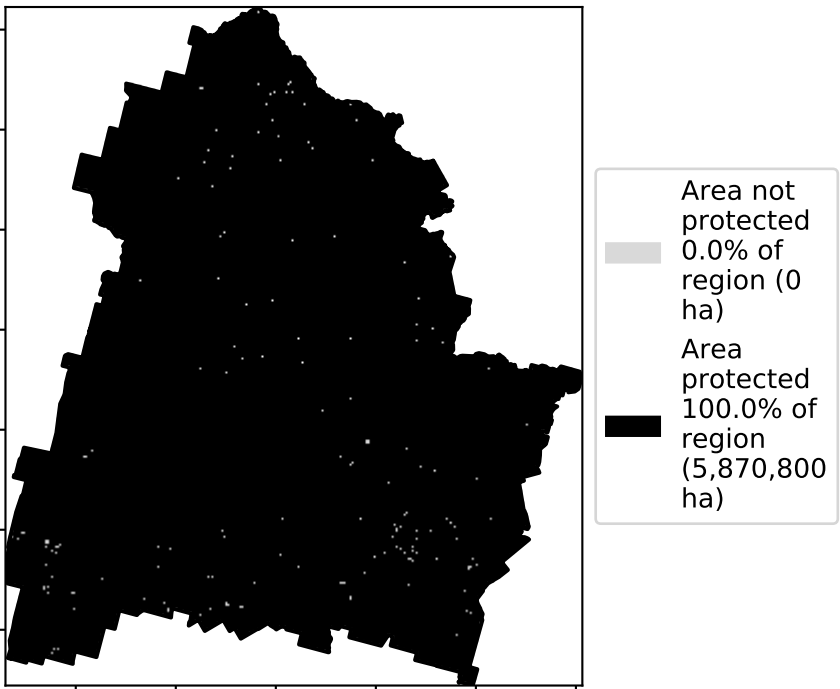 Area not
protected
0.0% of
region (0
ha)
Area
protected
100.0% of
region
(5,870,800
ha)